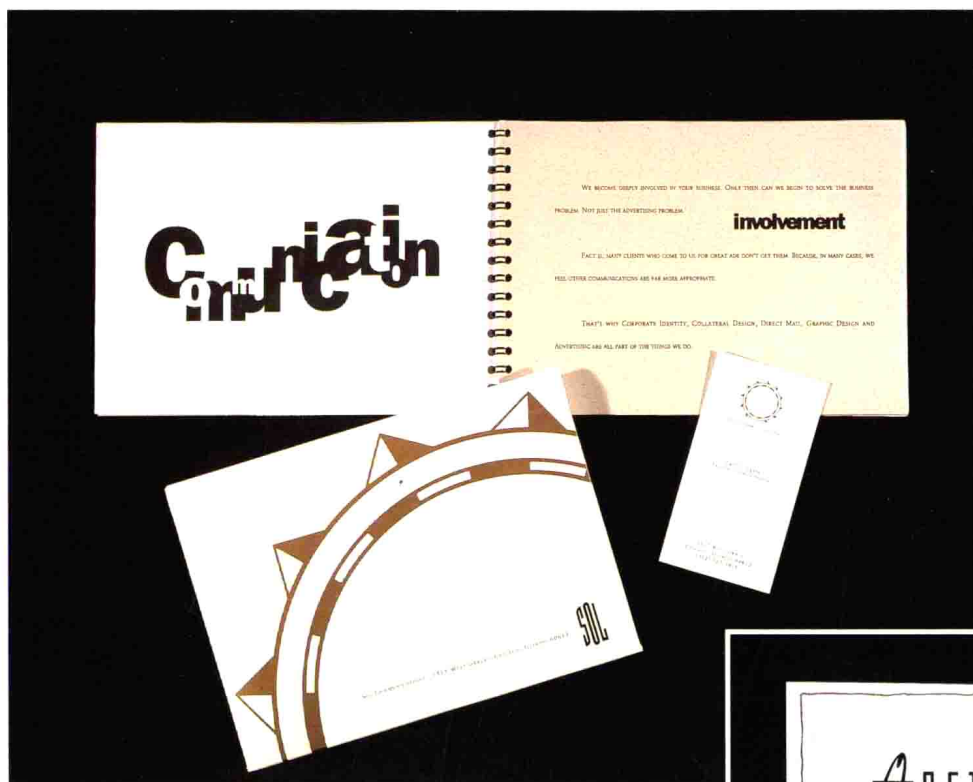 Communication
WE BECOME DEEPLY INVOLVED IN YOUR BUSINESS. ONLY THEN CAN WE BEGIN TO SOLVE THE BUSINESS
PROBLEM. NOT JUST THE ADVERTISING PROBLEM.
involvement
FACT IS, MANY CLIENTS WHO COME TO US FOR GREAT ADS DON'T GET THEM. BECAUSE, IN MANY CASES, WE
FEEL OTHER COMMUNICATIONS ARE FAR MORE APPROPRIATE.
THAT'S WHY CORPORATE IDENTITY, COLLATERAL DESIGN, DIRECT MAIL, GRAPHIC DESIGN AND
ADVERTISING ARE ALL PART OF THE THINGS WE DO.
SOL